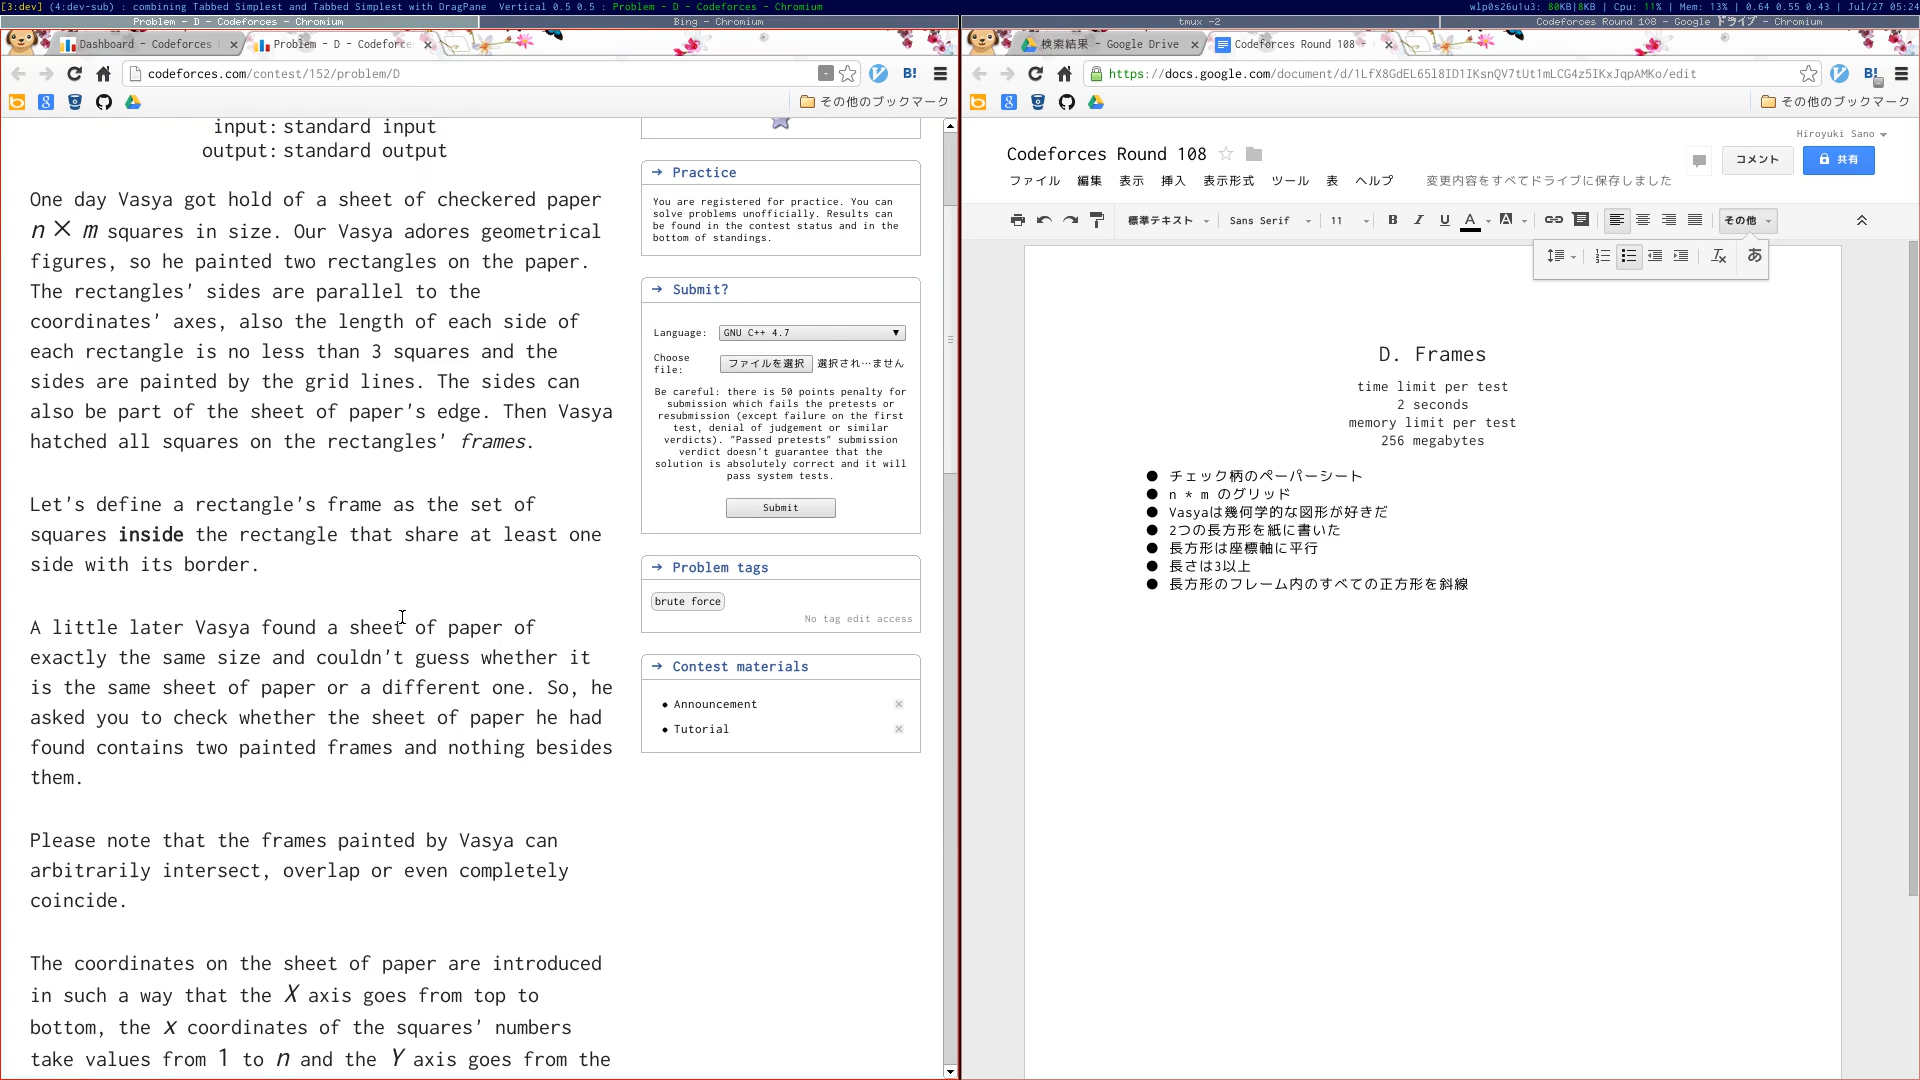 [3:dev] (4:dev-sub) : combining Tabbed Simplest and Tabbed Simplest with DragPane  Vertical 0.5 0.5 : Problem - D - Codeforces - Chromium
wlp0s26u1u3: 80KB|8KB | Cpu: 11% | Mem: 13% | 0.64 0.55 0.43 | Jul/27 05:24
Problem - D - Codeforces - Chromium
Bing - Chromium
tmux -2
Codeforces Round 108 - Google ドライブ - Chromium
Dashboard - Codeforces
Problem - D - Codeforce
codeforces.com/contest/152/problem/D
B!
その他のブックマーク
input: standard input
output: standard output
One day Vasya got hold of a sheet of checkered paper
n × m squares in size. Our Vasya adores geometrical
figures, so he painted two rectangles on the paper.
The rectangles' sides are parallel to the
coordinates' axes, also the length of each side of
each rectangle is no less than 3 squares and the
sides are painted by the grid lines. The sides can
also be part of the sheet of paper's edge. Then Vasya
hatched all squares on the rectangles' frames.
Let's define a rectangle's frame as the set of
squares inside the rectangle that share at least one
side with its border.
A little later Vasya found a sheet of paper of
exactly the same size and couldn't guess whether it
is the same sheet of paper or a different one. So, he
asked you to check whether the sheet of paper he had
found contains two painted frames and nothing besides
them.
Please note that the frames painted by Vasya can
arbitrarily intersect, overlap or even completely
coincide.
The coordinates on the sheet of paper are introduced
in such a way that the X axis goes from top to
bottom, the x coordinates of the squares' numbers
take values from 1 to n and the Y axis goes from the
→ Practice
You are registered for practice. You can
solve problems unofficially. Results can
be found in the contest status and in the
bottom of standings.
→ Submit?
Language: GNU C++ 4.7
Choose
file: ファイルを選択 選択され…ません
Be careful: there is 50 points penalty for
submission which fails the pretests or
resubmission (except failure on the first
test, denial of judgement or similar
verdicts). "Passed pretests" submission
verdict doesn't guarantee that the
solution is absolutely correct and it will
pass system tests.
Submit
→ Problem tags
brute force
No tag edit access
→ Contest materials
Announcement
Tutorial
検索結果 - Google Drive
Codeforces Round 108 -
https://docs.google.com/document/d/1LfX8GdEL65l8ID1IKsnQV7tUt1mLCG4z5IKxJqpAMKo/edit
B!
その他のブックマーク
Hiroyuki Sano
Codeforces Round 108
コメント
共有
ファイル 編集 表示 挿入 表示形式 ツール 表 ヘルプ 変更内容をすべてドライブに保存しました
標準テキスト Sans Serif 11 B I U A A その他
あ
D. Frames
time limit per test
2 seconds
memory limit per test
256 megabytes
● チェック柄のペーパーシート
● n * m のグリッド
● Vasyaは幾何学的な図形が好きだ
● 2つの長方形を紙に書いた
● 長方形は座標軸に平行
● 長さは3以上
● 長方形のフレーム内のすべての正方形を斜線